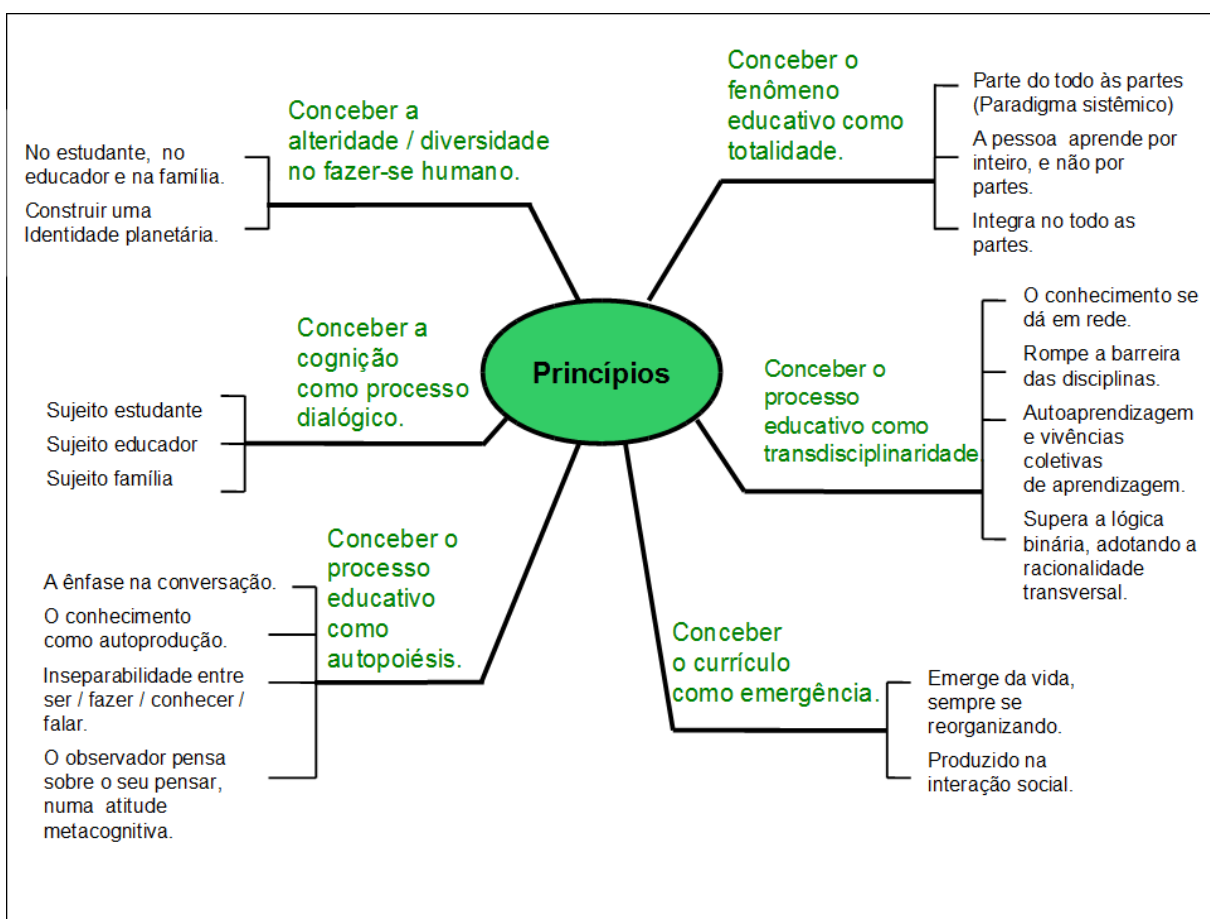 Princípios
Conceber a
alteridade / diversidade
no fazer-se humano.
No estudante, no
educador e na família.
Construir uma
Identidade planetária.
Conceber o
fenômeno
educativo como
totalidade.
Parte do todo às partes
(Paradigma sistêmico)
A pessoa aprende por
inteiro, e não por
partes.
Integra no todo as
partes.
Conceber a
cognição
como processo
dialógico.
Sujeito estudante
Sujeito educador
Sujeito família
Conceber o
processo
educativo como
transdisciplinaridade
O conhecimento se
dá em rede.
Rompe a barreira
das disciplinas.
Autoaprendizagem
e vivências
coletivas
de aprendizagem.
Supera a lógica
binária, adotando a
racionalidade
transversal.
Conceber o
processo
educativo
como
autopoiésis.
A ênfase na conversação.
O conhecimento
como autoprodução.
Inseparabilidade entre
ser / fazer / conhecer /
falar.
O observador pensa
sobre o seu pensar,
numa atitude
metacognitiva.
Conceber
o currículo
como emergência.
Emerge da vida,
sempre se
reorganizando.
Produzido na
interação social.